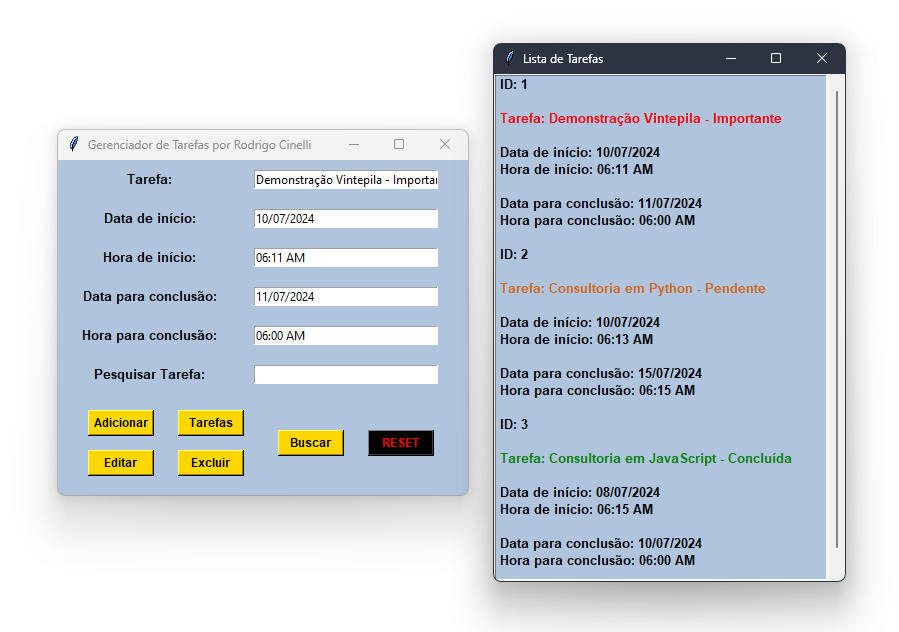 Gerenciador de Tarefas por Rodrigo Cinelli
Tarefa:
Demonstração Vintepila - Importa
Data de início:
10/07/2024
Hora de início:
06:11 AM
Data para conclusão:
11/07/2024
Hora para conclusão:
06:00 AM
Pesquisar Tarefa:
Adicionar
Tarefas
Buscar
RESET
Editar
Excluir
Lista de Tarefas
ID: 1
Tarefa: Demonstração Vintepila - Importante
Data de início: 10/07/2024
Hora de início: 06:11 AM
Data para conclusão: 11/07/2024
Hora para conclusão: 06:00 AM
ID: 2
Tarefa: Consultoria em Python - Pendente
Data de início: 10/07/2024
Hora de início: 06:13 AM
Data para conclusão: 15/07/2024
Hora para conclusão: 06:15 AM
ID: 3
Tarefa: Consultoria em JavaScript - Concluída
Data de início: 08/07/2024
Hora de início: 06:15 AM
Data para conclusão: 10/07/2024
Hora para conclusão: 06:00 AM